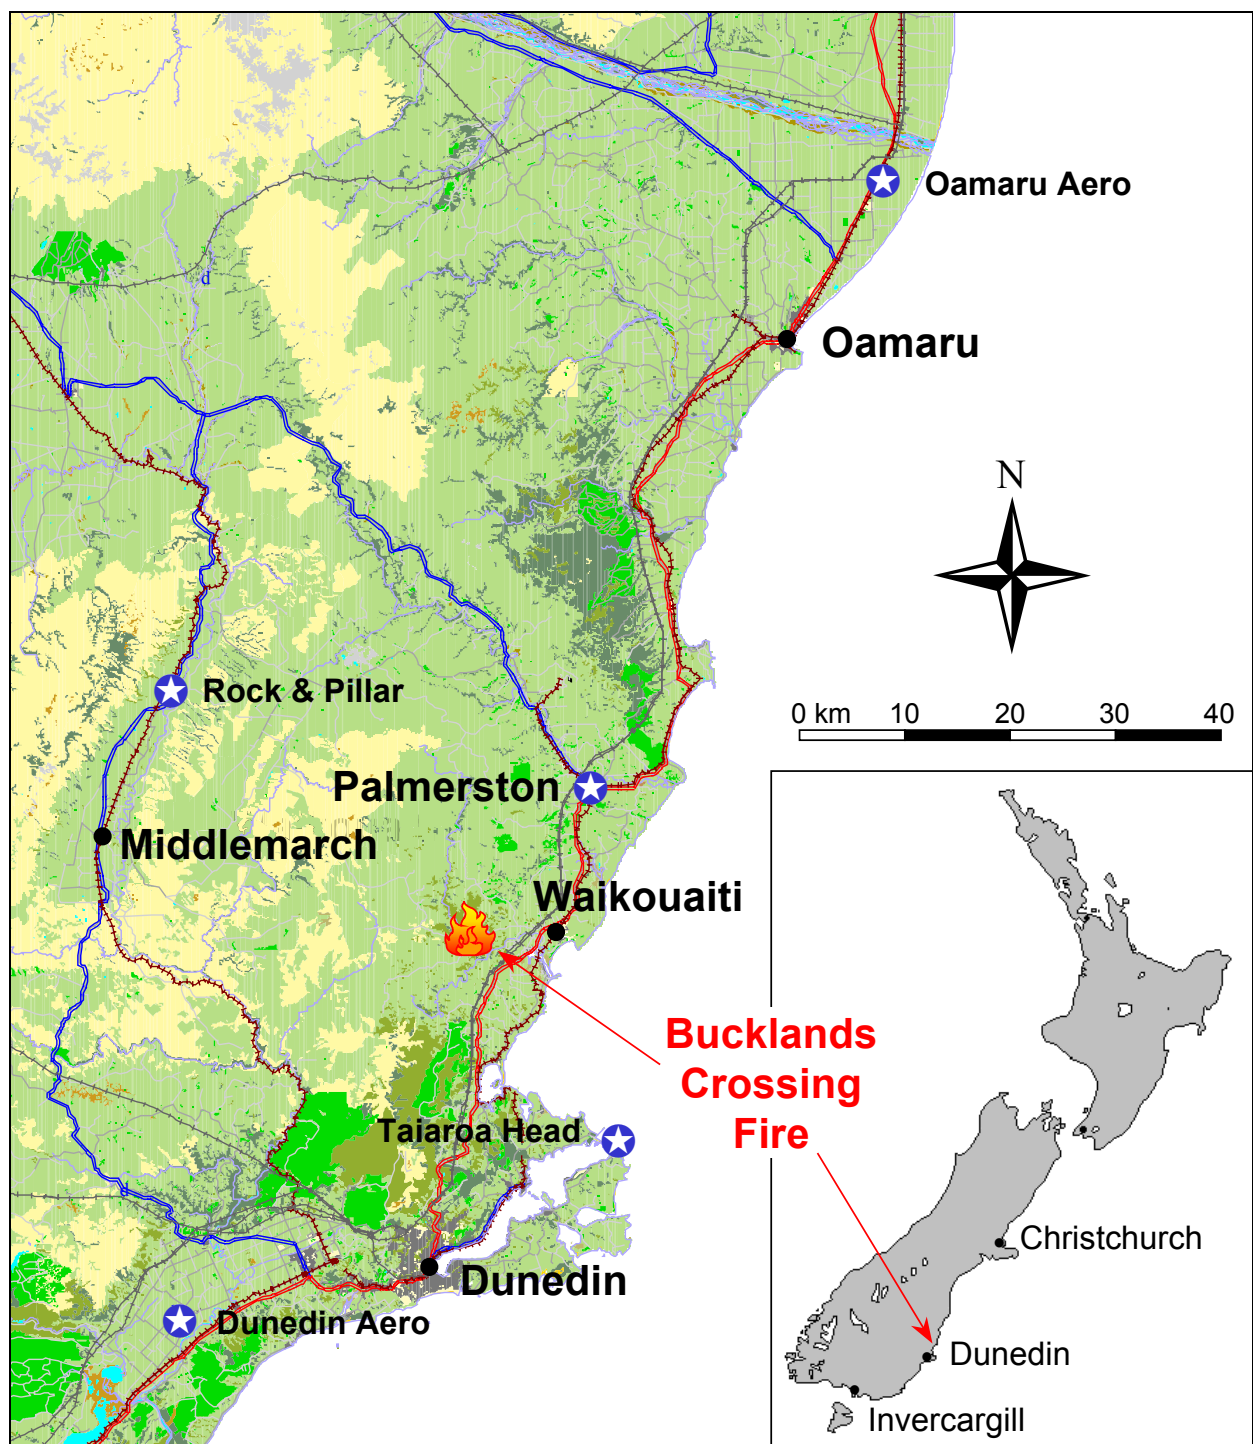 Oamaru Aero
d
Oamaru
N
Rock & Pillar
0 km 10 20 30 40
Palmerston
Middlemarch
Waikouaiti
Bucklands
Crossing
Fire
Taiaroa Head
Christchurch
Dunedin
Dunedin Aero
Dunedin
Invercargill